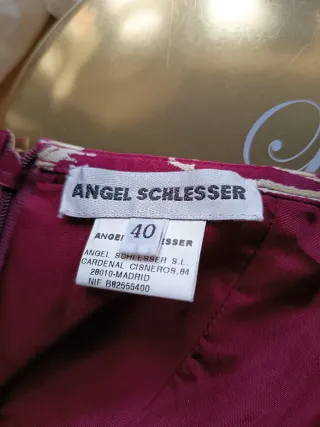 ANGEL SCHLESSER
40
ANGEL SCHLESSER
ANGEL SCHLESSER S.L.
CARDENAL CISNEROS,84
28010-MADRID
NIF B82555400